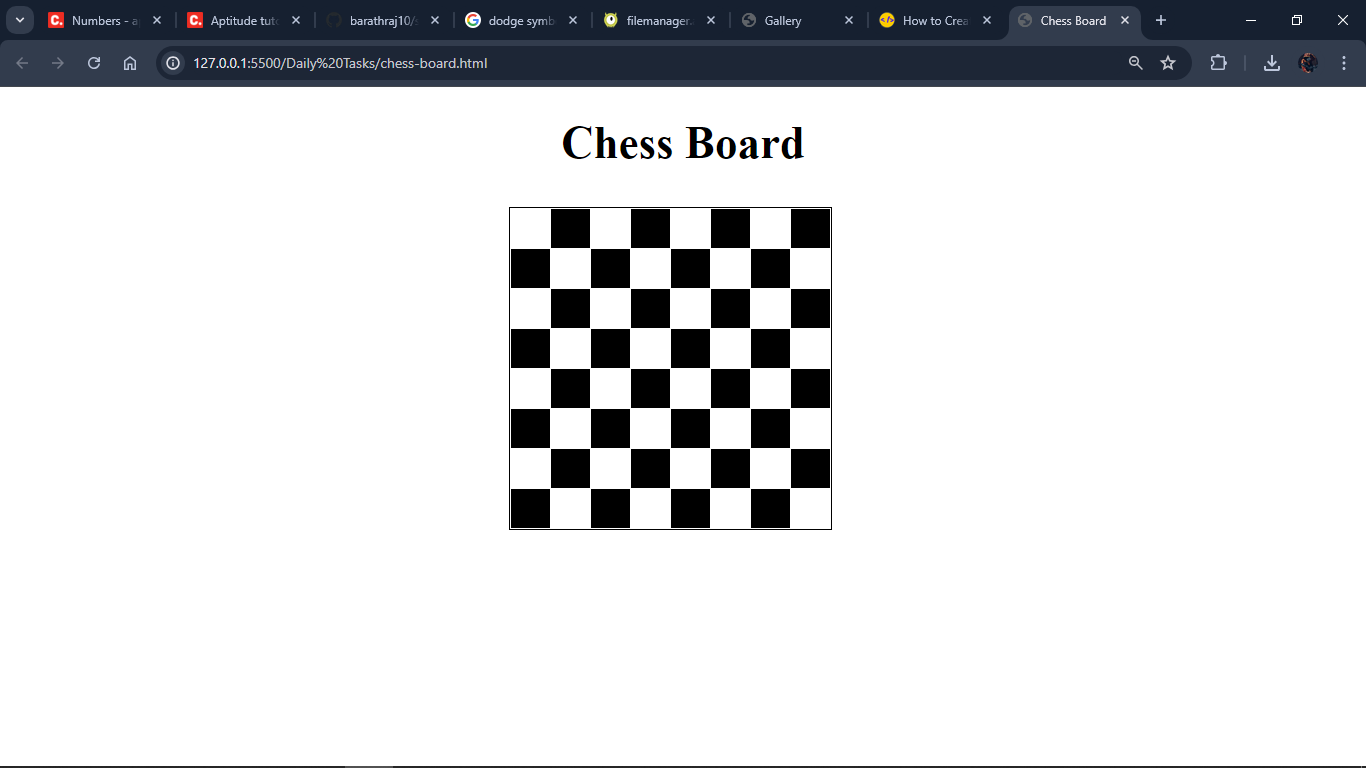 Numbers - a
Aptitude tut
barathraj10/
dodge symb
filemanager
Gallery
How to Crea
Chess Board
127.0.0.1:5500/Daily%20Tasks/chess-board.html
Chess Board